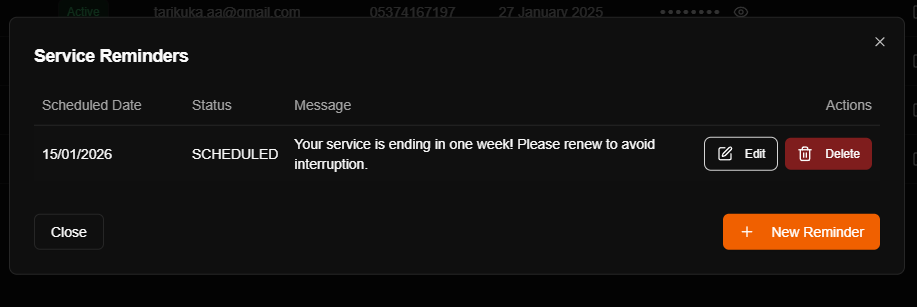 Active tarikuka.aa@gmail.com 05374167197 27 January 2025
Service Reminders
Scheduled Date Status Message Actions
15/01/2026 SCHEDULED Your service is ending in one week! Please renew to avoid
interruption.
Edit Delete
Close New Reminder